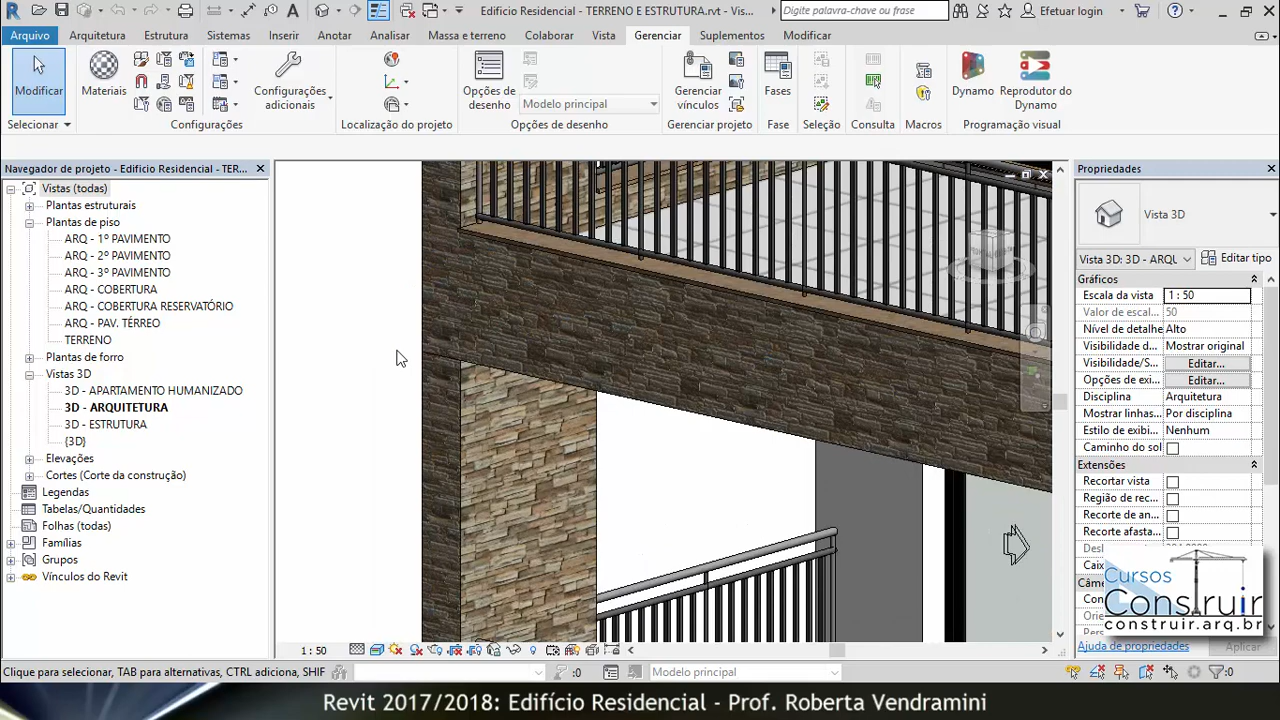 Edificio Residencial - TERRENO E ESTRUTURA.rvt - Vis...
Digite palavra-chave ou frase
Efetuar login
Arquivo
Arquitetura
Estrutura
Sistemas
Inserir
Anotar
Analisar
Massa e terreno
Colaborar
Vista
Gerenciar
Suplementos
Modificar
Modificar
Materiais
Configurações
adicionais
Opções de
desenho
Modelo principal
Gerenciar
vínculos
Fases
Dynamo
Reprodutor do
Dynamo
Selecionar
Configurações
Localização do projeto
Opções de desenho
Gerenciar projeto
Fase
Seleção
Consulta
Macros
Programação visual
Navegador de projeto - Edificio Residencial - TER...
Vistas (todas)
Plantas estruturais
Plantas de piso
ARQ - 1º PAVIMENTO
ARQ - 2º PAVIMENTO
ARQ - 3º PAVIMENTO
ARQ - COBERTURA
ARQ - COBERTURA RESERVATÓRIO
ARQ - PAV. TÉRREO
TERRENO
Plantas de forro
Vistas 3D
3D - APARTAMENTO HUMANIZADO
3D - ARQUITETURA
3D - ESTRUTURA
{3D}
Elevações
Cortes (Corte da construção)
Legendas
Tabelas/Quantidades
Folhas (todas)
Famílias
Grupos
Vínculos do Revit
Propriedades
Vista 3D
Vista 3D: 3D - ARQU
Editar tipo
Gráficos
Escala da vista 1 : 50
Valor de escal... 50
Nível de detalhe Alto
Visibilidade d... Mostrar original
Visibilidade/S... Editar...
Opções de exi... Editar...
Disciplina Arquitetura
Mostrar linhas... Por disciplina
Estilo de exibi... Nenhum
Caminho do sol
Extensões
Recortar vista
Região de rec...
Recorte de an...
Recorte afasta...
Cursos
Construir
construir.arq.br
Ajuda de propriedades
Aplicar
1 : 50
Clique para selecionar, TAB para alternativas, CTRL adiciona, SHIF
:0
Modelo principal
:0
Revit 2017/2018: Edifício Residencial - Prof. Roberta Vendramini